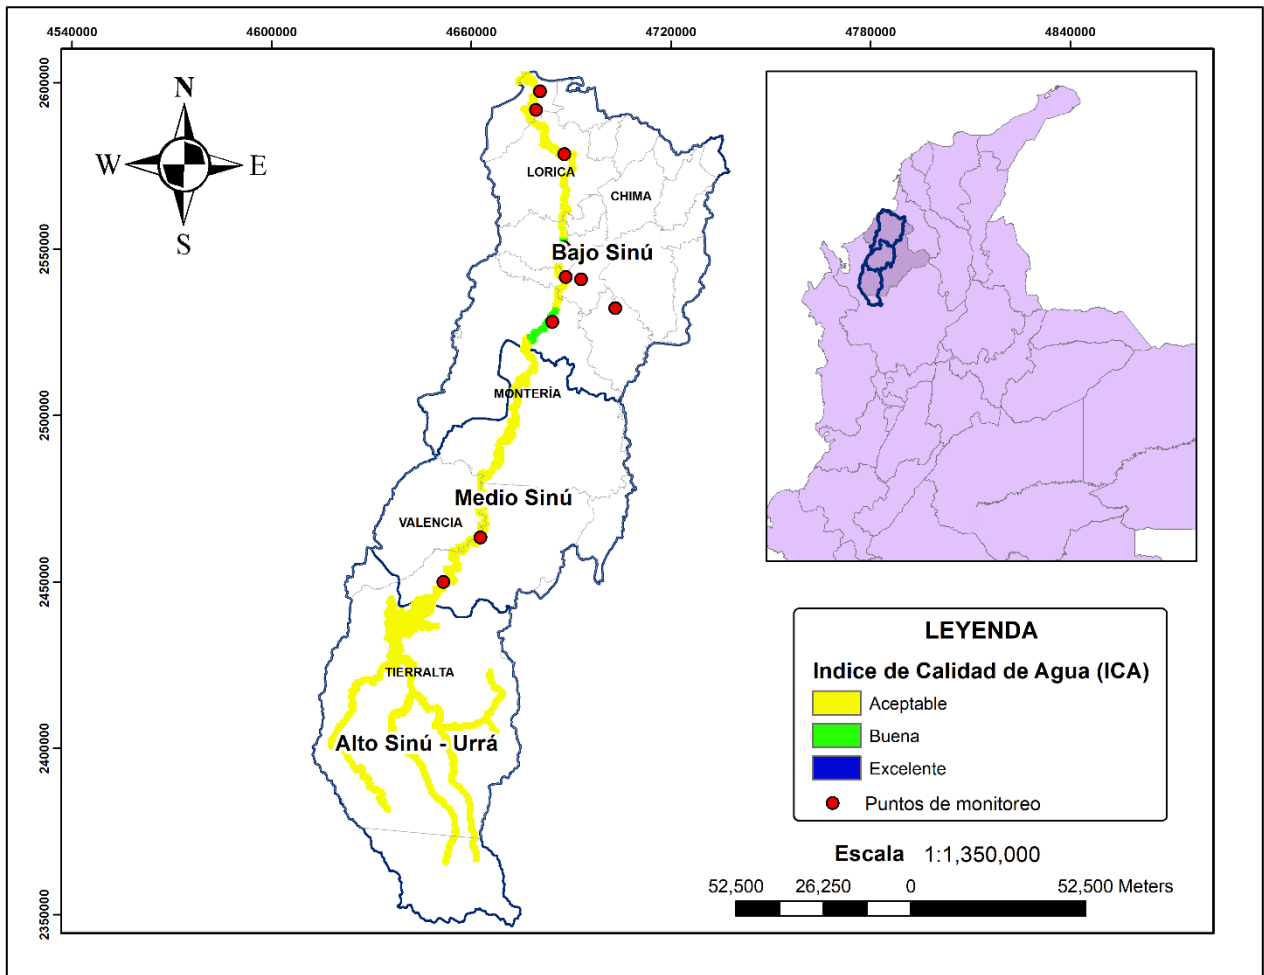 4540000
4600000
4660000
4720000
4780000
4840000
2600000
2550000
2500000
2450000
2400000
2350000
N
W
E
S
LORICA
CHIMA
Bajo Sinú
MONTERÍA
Medio Sinú
VALENCIA
TIERRALTA
Alto Sinú - Urrá
LEYENDA
Indice de Calidad de Agua (ICA)
Aceptable
Buena
Excelente
Puntos de monitoreo
Escala 1:1,350,000
52,500 26,250 0 52,500 Meters